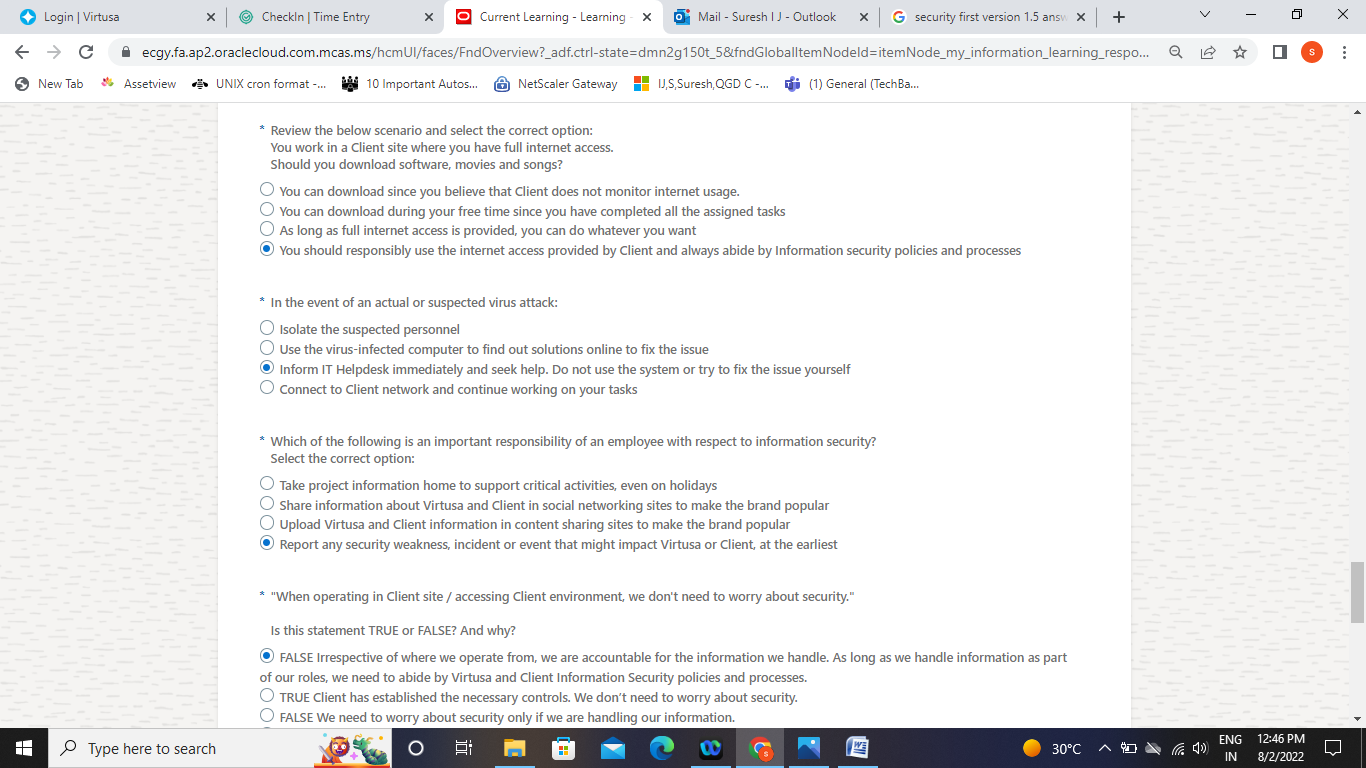 Login | Virtusa
CheckIn | Time Entry
Current Learning - Learning
Mail - Suresh I J - Outlook
security first version 1.5 answ
ecgy.fa.ap2.oraclecloud.com.mcas.ms/hcmUI/faces/FndOverview?_adf.ctrl-state=dmn2g150t_5&fndGlobalItemNodeId=itemNode_my_information_learning_respo...
S
New Tab
Assetview
UNIX cron format -...
10 Important Autos...
NetScaler Gateway
IJ,S,Suresh,QGD C -...
(1) General (TechBa...
* Review the below scenario and select the correct option:
You work in a Client site where you have full internet access.
Should you download software, movies and songs?
You can download since you believe that Client does not monitor internet usage.
You can download during your free time since you have completed all the assigned tasks
As long as full internet access is provided, you can do whatever you want
You should responsibly use the internet access provided by Client and always abide by Information security policies and processes
* In the event of an actual or suspected virus attack:
Isolate the suspected personnel
Use the virus-infected computer to find out solutions online to fix the issue
Inform IT Helpdesk immediately and seek help. Do not use the system or try to fix the issue yourself
Connect to Client network and continue working on your tasks
* Which of the following is an important responsibility of an employee with respect to information security?
Select the correct option:
Take project information home to support critical activities, even on holidays
Share information about Virtusa and Client in social networking sites to make the brand popular
Upload Virtusa and Client information in content sharing sites to make the brand popular
Report any security weakness, incident or event that might impact Virtusa or Client, at the earliest
* "When operating in Client site / accessing Client environment, we don't need to worry about security."
Is this statement TRUE or FALSE? And why?
FALSE Irrespective of where we operate from, we are accountable for the information we handle. As long as we handle information as part
of our roles, we need to abide by Virtusa and Client Information Security policies and processes.
TRUE Client has established the necessary controls. We don't need to worry about security.
FALSE We need to worry about security only if we are handling our information.
Type here to search
30°C
ENG
IN
12:46 PM
8/2/2022